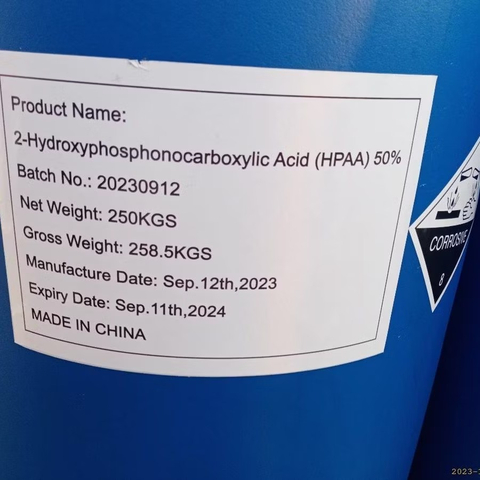 Product Name:
2-Hydroxyphosphonocarboxylic Acid (HPAA) 50%
Batch No.: 20230912
Net Weight: 250KGS
Gross Weight: 258.5KGS
Manufacture Date: Sep.12th,2023
Expiry Date: Sep.11th,2024
MADE IN CHINA
CORROSIVE
8